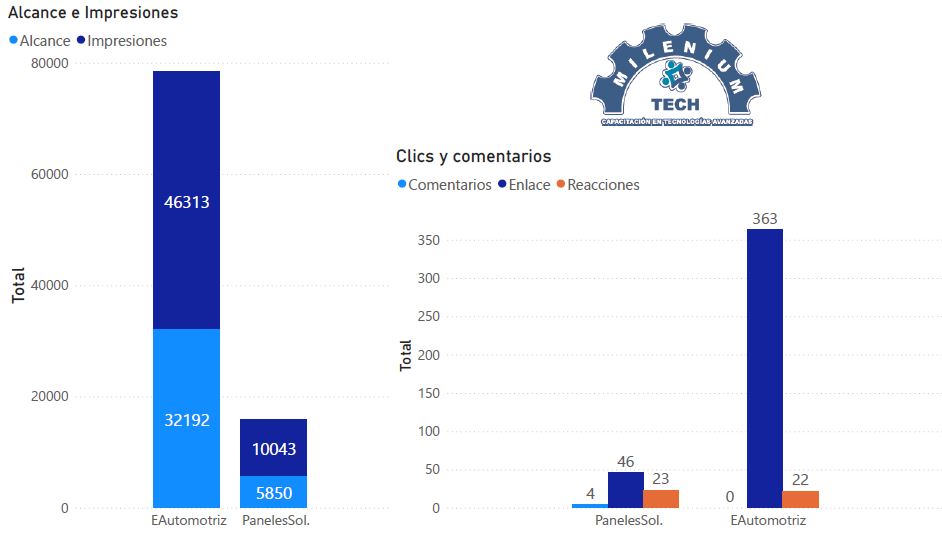 Alcance e Impresiones
Alcance Impresiones
80000
60000
40000
20000
0
Total
46313
32192
10043
5850
EAutomotriz PanelesSol.
MILENIUM
TECH
CAPACITACIÓN EN TECNOLOGÍAS AVANZADAS
Clics y comentarios
Comentarios Enlace Reacciones
350
300
250
200
150
100
50
0
Total
4
46
23
0
363
22
PanelesSol. EAutomotriz